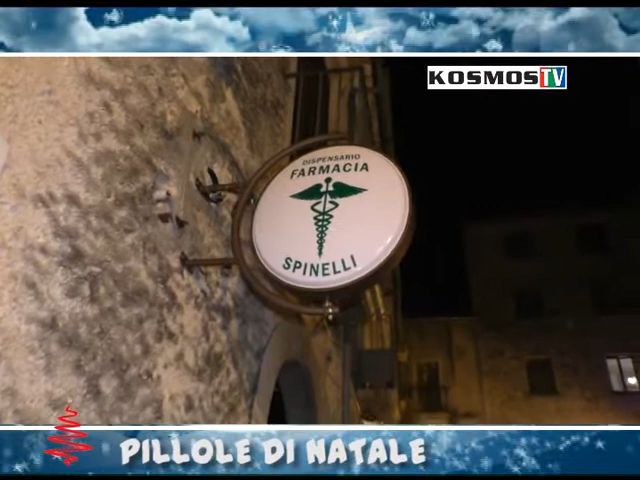 KOSMOS TV
DISPENSARIO
FARMACIA
SPINELLI
PILLOLE DI NATALE